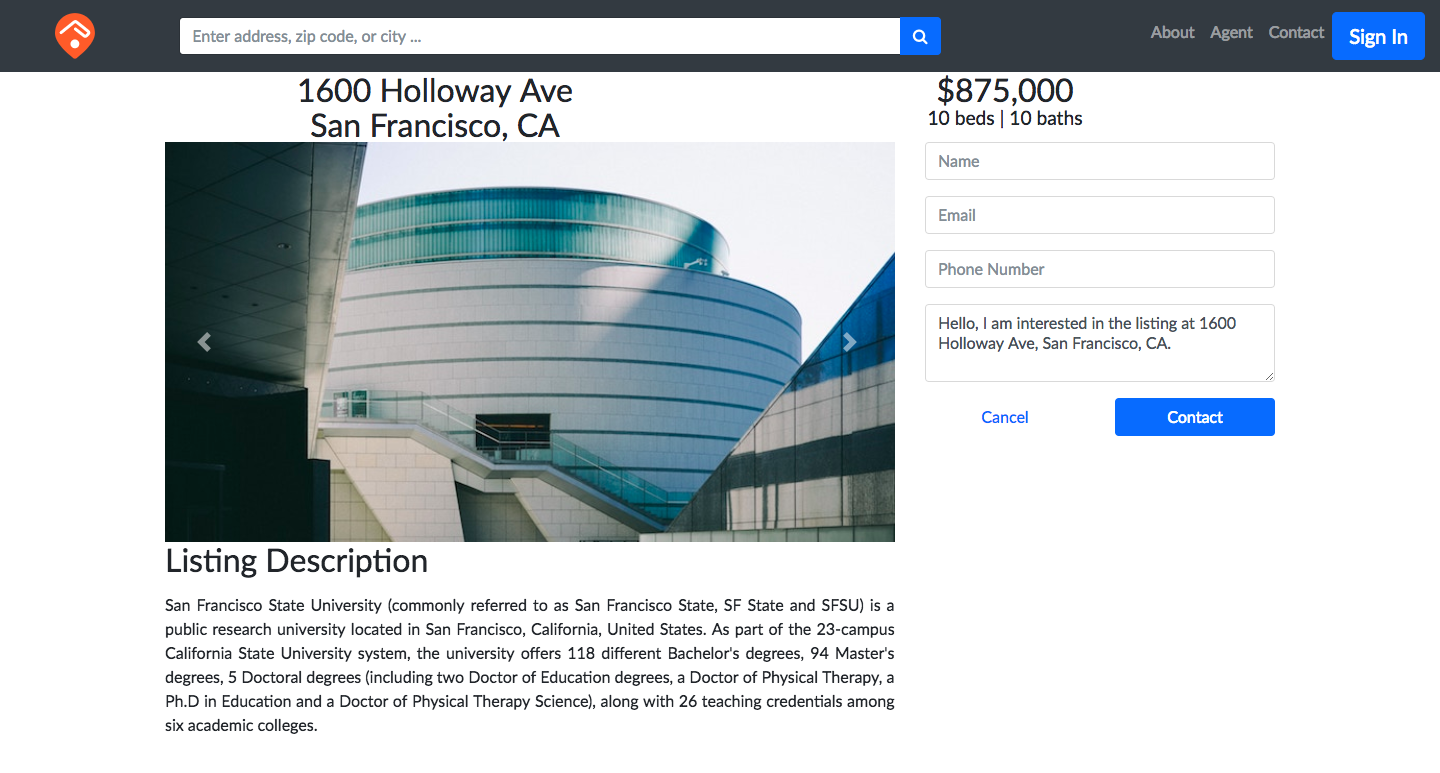 Enter address, zip code, or city ...
About Agent Contact Sign In
1600 Holloway Ave
San Francisco, CA
$875,000
10 beds | 10 baths
Name
Email
Phone Number
Hello, I am interested in the listing at 1600
Holloway Ave, San Francisco, CA.
Cancel Contact
Listing Description
San Francisco State University (commonly referred to as San Francisco State, SF State and SFSU) is a
public research university located in San Francisco, California, United States. As part of the 23-campus
California State University system, the university offers 118 different Bachelor's degrees, 94 Master's
degrees, 5 Doctoral degrees (including two Doctor of Education degrees, a Doctor of Physical Therapy, a
Ph.D in Education and a Doctor of Physical Therapy Science), along with 26 teaching credentials among
six academic colleges.